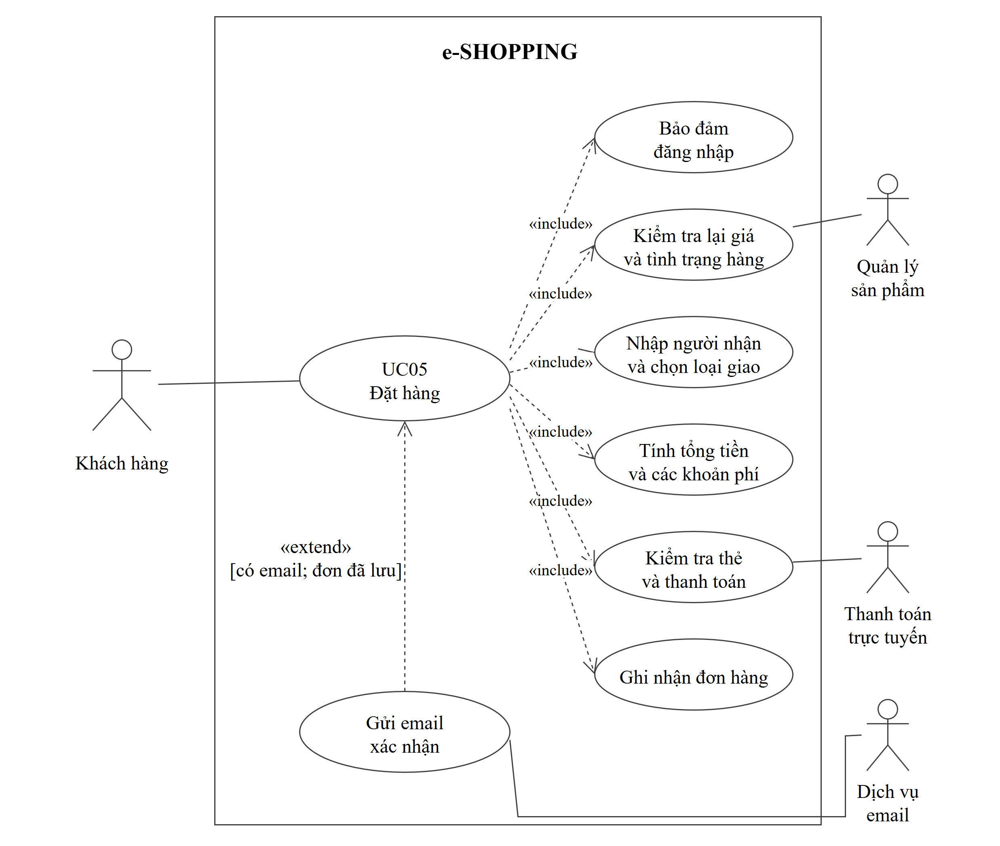 e-SHOPPING
Bảo đảm
đăng nhập
«include»
Kiểm tra lại giá
và tình trạng hàng
Quản lý
sản phẩm
«include»
Nhập người nhận
và chọn loại giao
«include»
UC05
Đặt hàng
Khách hàng
«include»
Tính tổng tiền
và các khoản phí
«include»
«extend»
[có email; đơn đã lưu]
Kiểm tra thẻ
và thanh toán
«include»
Thanh toán
trực tuyến
Ghi nhận đơn hàng
Gửi email
xác nhận
Dịch vụ
email